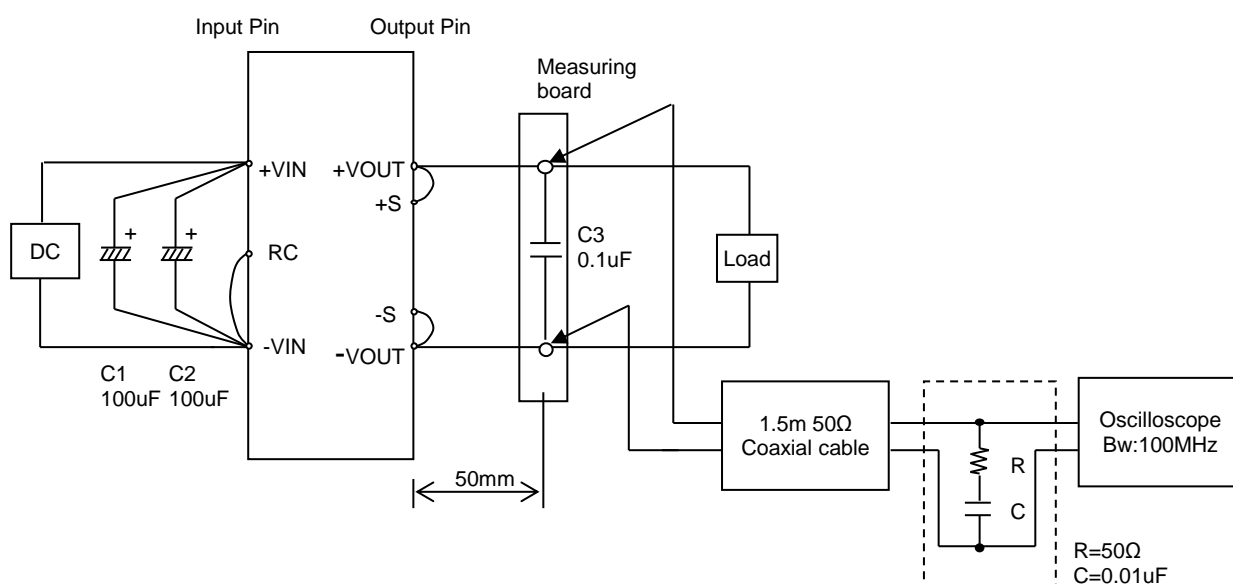 Input Pin
Output Pin
Measuring
board
+VIN
+VOUT
+S
DC
+
+
RC
C3
0.1uF
Load
-S
-VIN
-VOUT
C1
100uF
C2
100uF
1.5m 50Ω
Coaxial cable
Oscilloscope
Bw:100MHz
50mm
R
C
R=50Ω
C=0.01uF